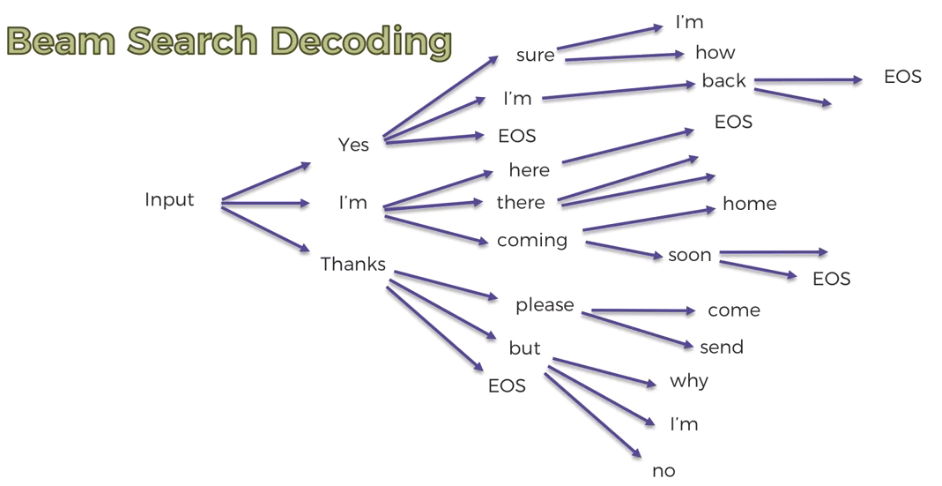 Beam Search Decoding
I'm
sure
how
back
EOS
I'm
EOS
EOS
Yes
here
Input
I'm
there
home
coming
soon
Thanks
EOS
please
come
but
send
EOS
why
I'm
no